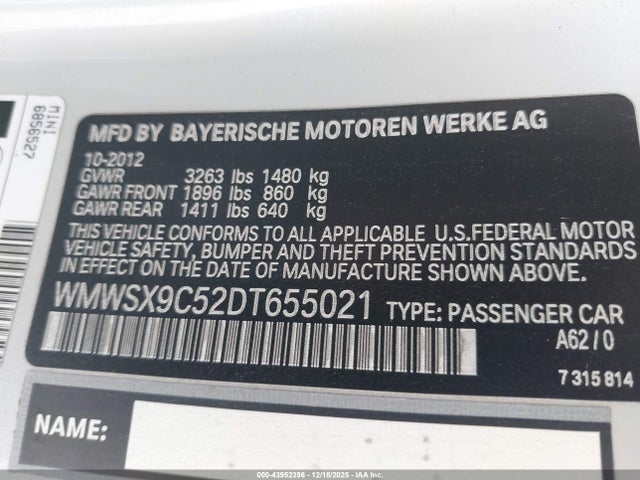 MINI
6856527
MFD BY BAYERISCHE MOTOREN WERKE AG
10-2012
GVWR 3263 lbs 1480 kg
GAWR FRONT 1896 lbs 860 kg
GAWR REAR 1411 lbs 640 kg
THIS VEHICLE CONFORMS TO ALL APPLICABLE U.S.FEDERAL MOTOR
VEHICLE SAFETY, BUMPER AND THEFT PREVENTION STANDARDS
IN EFFECT ON THE DATE OF MANUFACTURE SHOWN ABOVE.
WMWSX9C52DT655021 TYPE: PASSENGER CAR
A62/0
7 315 814
NAME:
000-43952396 - 12/18/2025 - IAA Inc.